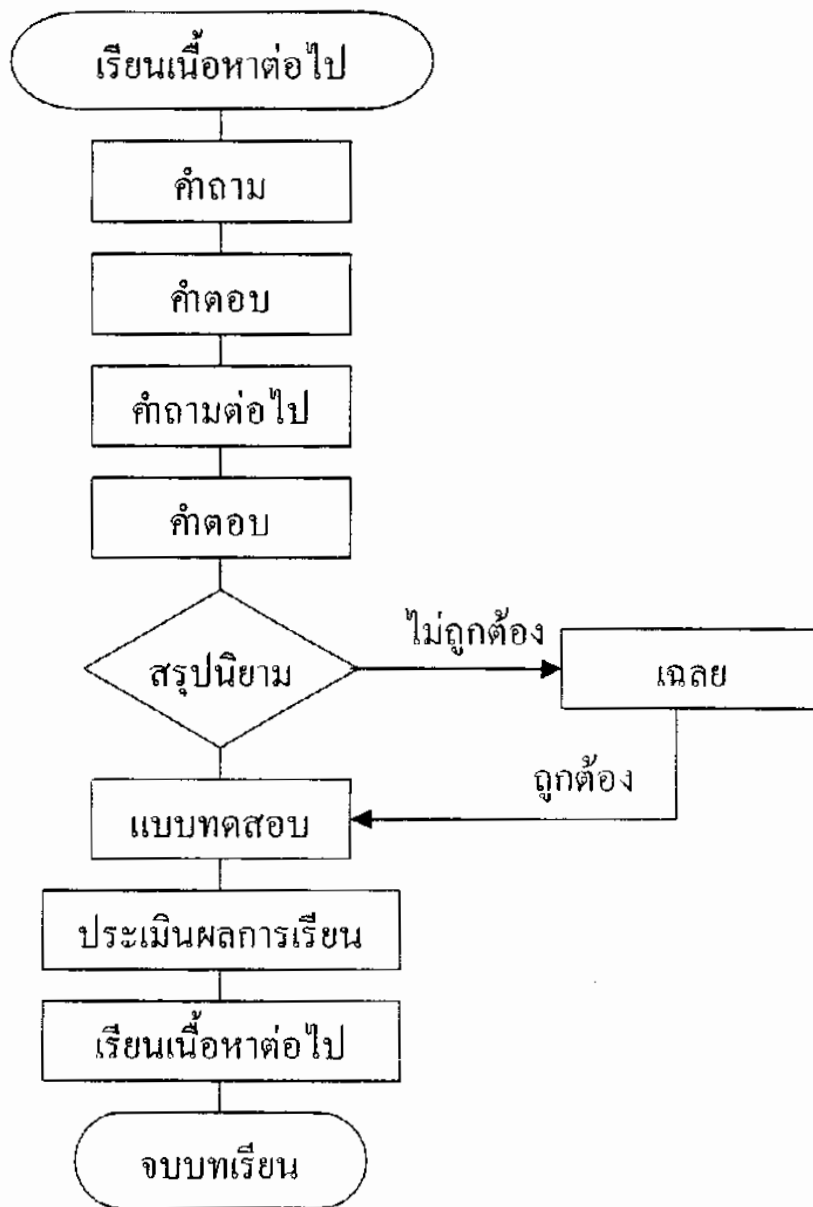 เรียนเนื้อหาต่อไป
คำถาม
คำตอบ
คำถามต่อไป
คำตอบ
สรุปนิยาม
ไม่ถูกต้อง
เฉลย
ถูกต้อง
แบบทดสอบ
ประเมินผลการเรียน
เรียนเนื้อหาต่อไป
จบบทเรียน